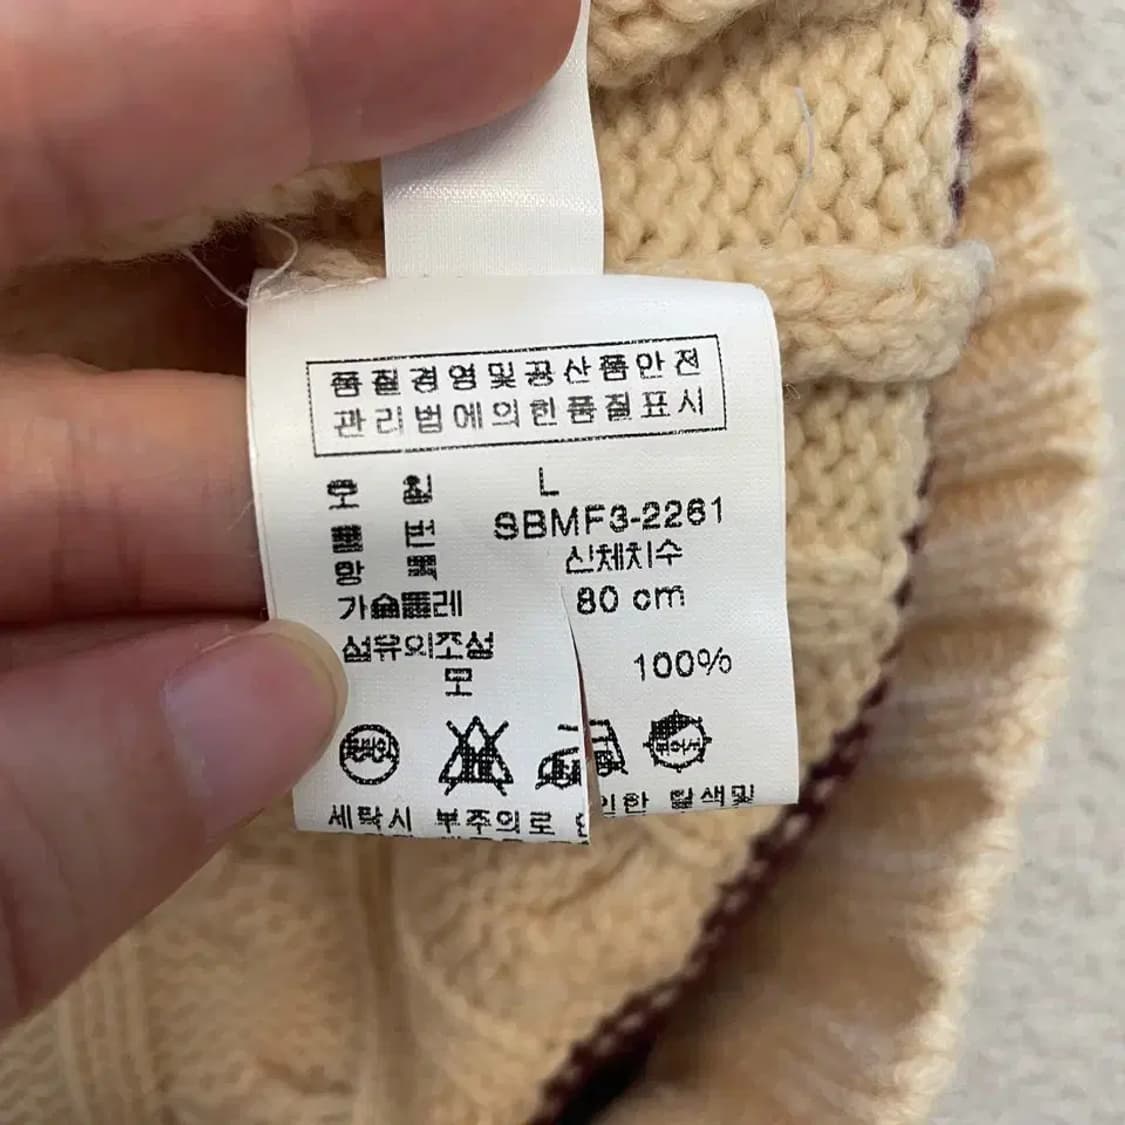 품질경영및공산품안전
관리법에의한품질표시
호칭 L
품번 SBMF3-2261
항목 신체치수
가슴둘레 80 cm
섬유의조성
모 100%
세탁시 부주의로 인한 탈색및